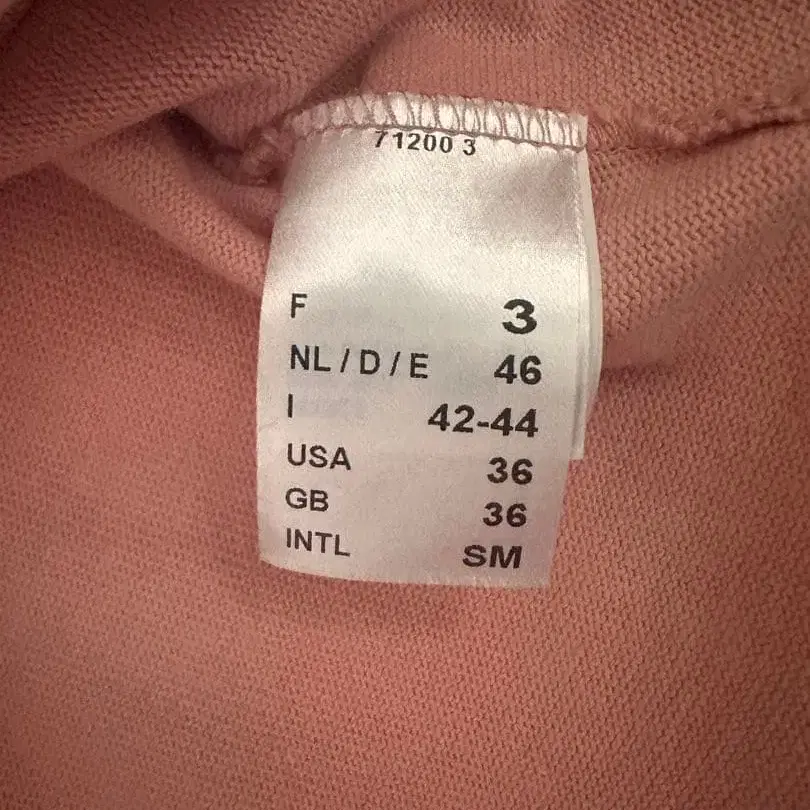 71200 3
F 3
NL / D / E 46
I 42-44
USA 36
GB 36
INTL SM